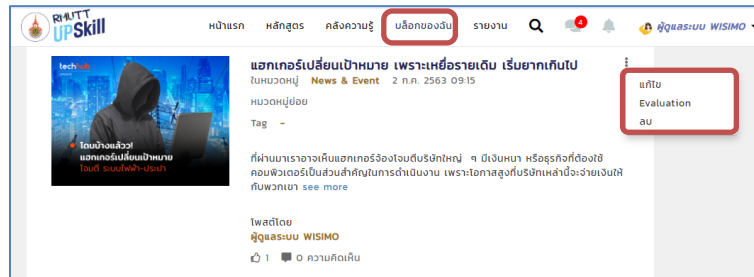 RMUTT
UPSkill
หน้าแรก หลักสูตร คลังความรู้ บล็อกของฉัน รายงาน 4 ผู้ดูแลระบบ WISIMO
techhub
โดนบ้างแล้วว!
แฮกเกอร์เปลี่ยนเป้าหมาย
โจมตี ระบบไฟฟ้า-ประปา
แฮกเกอร์เปลี่ยนเป้าหมาย เพราะเหยื่อรายเดิม เริ่มยากเกินไป
ในหมวดหมู่ News & Event 2 ก.ค. 2563 09:15
หมวดหมู่ย่อย
Tag -
ที่ผ่านมาเราอาจเห็นแฮกเกอร์จ้องโจมตีบริษัทใหญ่ ๆ มีเงินหนา หรือธุรกิจที่ต้องใช้
คอมพิวเตอร์เป็นส่วนสำคัญในการดำเนินงาน เพราะโอกาสสูงที่บริษัทเหล่านี้จะจ่ายเงินให้
กับพวกเขา see more
โพสต์โดย
ผู้ดูแลระบบ WISIMO
1 0 ความคิดเห็น
แก้ไข
Evaluation
ลบ